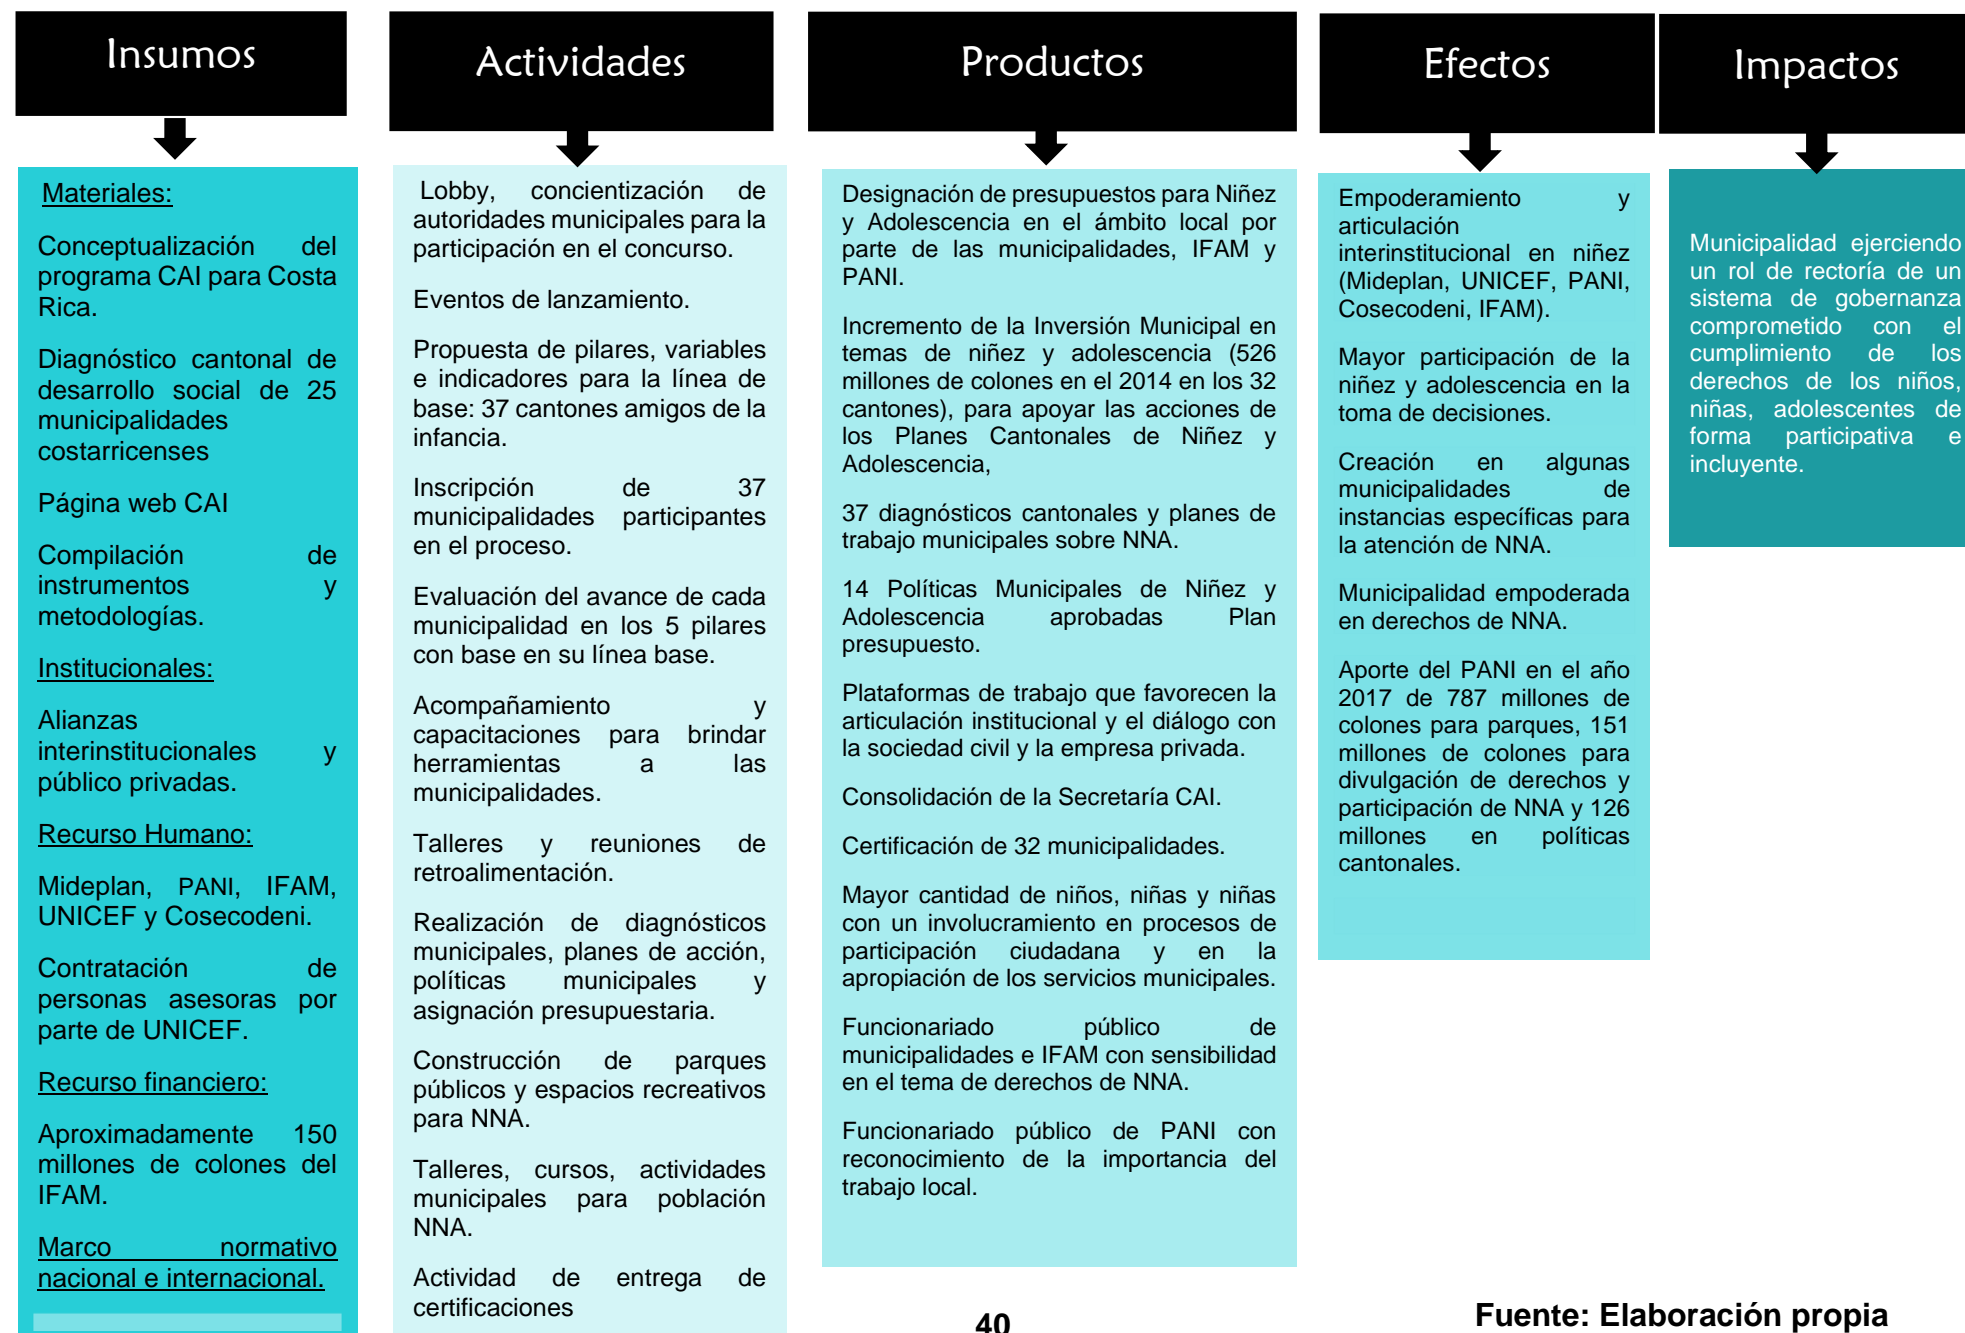 Insumos
Materiales:
Conceptualización del
programa CAI para Costa
Rica.
Diagnóstico cantonal de
desarrollo social de 25
municipalidades
costarricenses
Página web CAI
Compilación de
instrumentos y
metodologías.
Institucionales:
Alianzas
interinstitucionales y
público privadas.
Recurso Humano:
Mideplan, PANI, IFAM,
UNICEF y Cosecodeni.
Contratación de
personas asesoras por
parte de UNICEF.
Recurso financiero:
Aproximadamente 150
millones de colones del
IFAM.
Marco normativo
nacional e internacional.
Actividades
Lobby, concientización de
autoridades municipales para la
participación en el concurso.
Eventos de lanzamiento.
Propuesta de pilares, variables
e indicadores para la línea de
base: 37 cantones amigos de la
infancia.
Inscripción de 37
municipalidades participantes
en el proceso.
Evaluación del avance de cada
municipalidad en los 5 pilares
con base en su línea base.
Acompañamiento y
capacitaciones para brindar
herramientas a las
municipalidades.
Talleres y reuniones de
retroalimentación.
Realización de diagnósticos
municipales, planes de acción,
políticas municipales y
asignación presupuestaria.
Construcción de parques
públicos y espacios recreativos
para NNA.
Talleres, cursos, actividades
municipales para población
NNA.
Actividad de entrega de
certificaciones
Productos
Designación de presupuestos para Niñez
y Adolescencia en el ámbito local por
parte de las municipalidades, IFAM y
PANI.
Incremento de la Inversión Municipal en
temas de niñez y adolescencia (526
millones de colones en el 2014 en los 32
cantones), para apoyar las acciones de
los Planes Cantonales de Niñez y
Adolescencia,
37 diagnósticos cantonales y planes de
trabajo municipales sobre NNA.
14 Políticas Municipales de Niñez y
Adolescencia aprobadas Plan
presupuesto.
Plataformas de trabajo que favorecen la
articulación institucional y el diálogo con
la sociedad civil y la empresa privada.
Consolidación de la Secretaría CAI.
Certificación de 32 municipalidades.
Mayor cantidad de niños, niñas y niñas
con un involucramiento en procesos de
participación ciudadana y en la
apropiación de los servicios municipales.
Funcionariado público de
municipalidades e IFAM con sensibilidad
en el tema de derechos de NNA.
Funcionariado público de PANI con
reconocimiento de la importancia del
trabajo local.
Efectos
Empoderamiento y
articulación
interinstitucional en niñez
(Mideplan, UNICEF, PANI,
Cosecodeni, IFAM).
Mayor participación de la
niñez y adolescencia en la
toma de decisiones.
Creación en algunas
municipalidades de
instancias específicas para
la atención de NNA.
Municipalidad empoderada
en derechos de NNA.
Aporte del PANI en el año
2017 de 787 millones de
colones para parques, 151
millones de colones para
divulgación de derechos y
participación de NNA y 126
millones en políticas
cantonales.
Impactos
Municipalidad ejerciendo
un rol de rectoría de un
sistema de gobernanza
comprometido con el
cumplimiento de los
derechos de los niños,
niñas, adolescentes de
forma participativa e
incluyente.
Fuente: Elaboración propia
40